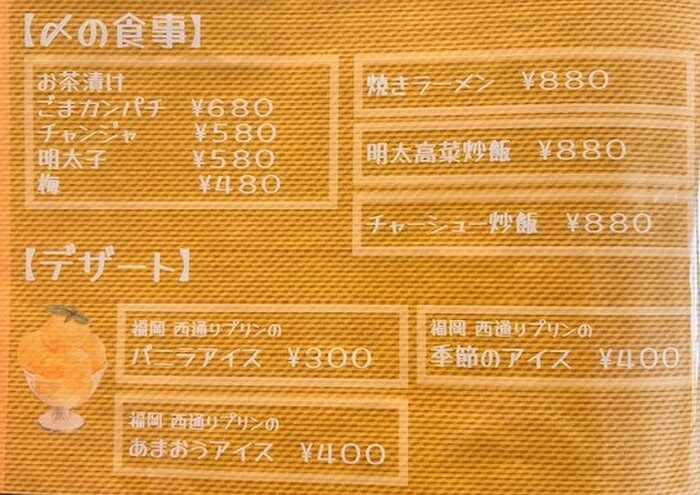 【〆の食事】
お茶漬け
ごまカンパチ ¥680
チャンジャ ¥580
明太子 ¥580
梅 ¥480
焼きラーメン ¥880
明太高菜炒飯 ¥880
チャーシュー炒飯 ¥880
【デザート】
福岡 西通りプリンの
バニラアイス ¥300
福岡 西通りプリンの
季節のアイス ¥400
福岡 西通りプリンの
あまおうアイス ¥400